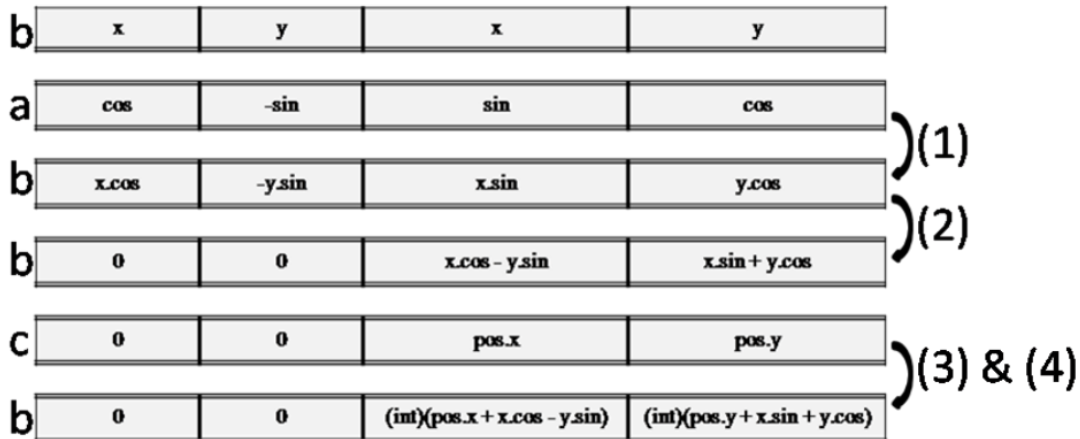 b x y x y
a cos -sin sin cos
(1)
b x.cos -y.sin x.sin y.cos
(2)
b 0 0 x.cos - y.sin x.sin + y.cos
c 0 0 pos.x pos.y
(3) & (4)
b 0 0 (int)(pos.x + x.cos - y.sin) (int)(pos.y + x.sin + y.cos)